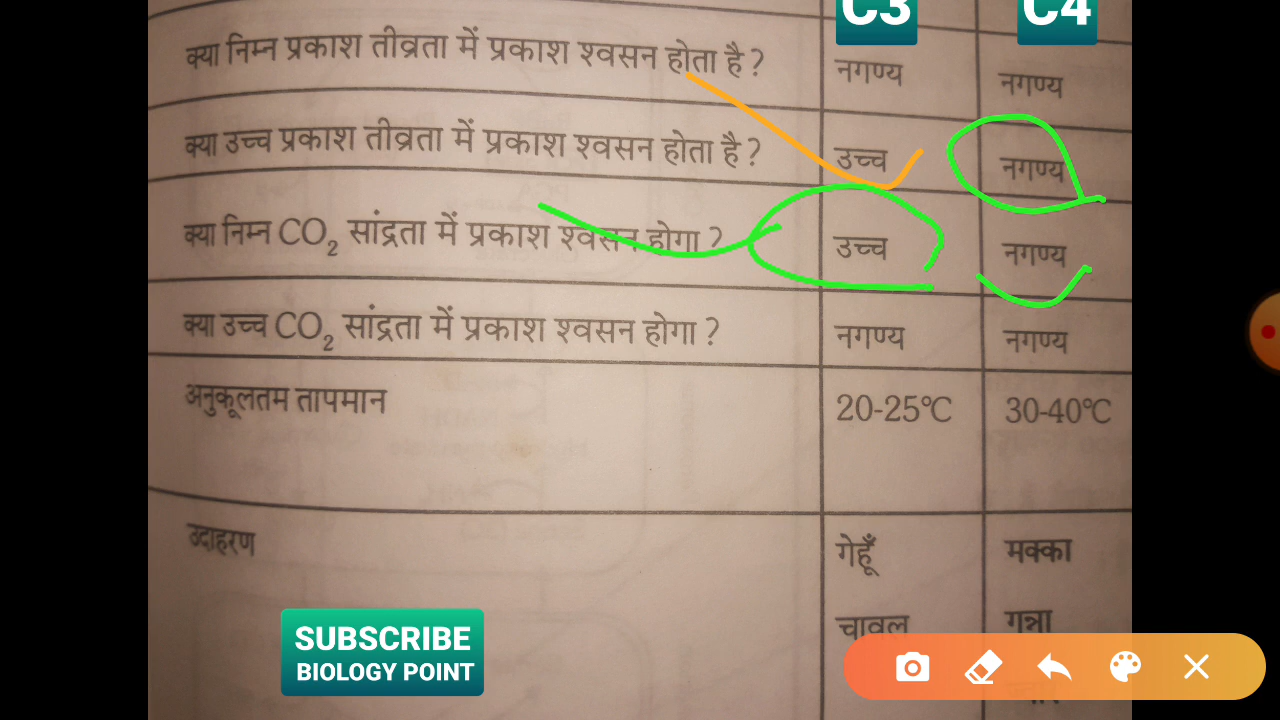 C3 C4
क्या निम्न प्रकाश तीव्रता में प्रकाश श्वसन होता है ? नगण्य नगण्य
क्या उच्च प्रकाश तीव्रता में प्रकाश श्वसन होता है ? उच्च नगण्य
क्या निम्न CO₂ सांद्रता में प्रकाश श्वसन होगा ? उच्च नगण्य
क्या उच्च CO₂ सांद्रता में प्रकाश श्वसन होगा ? नगण्य नगण्य
अनुकूलतम तापमान 20-25°C 30-40°C
उदाहरण गेहूँ मक्का
चावल गन्ना
SUBSCRIBE
BIOLOGY POINT